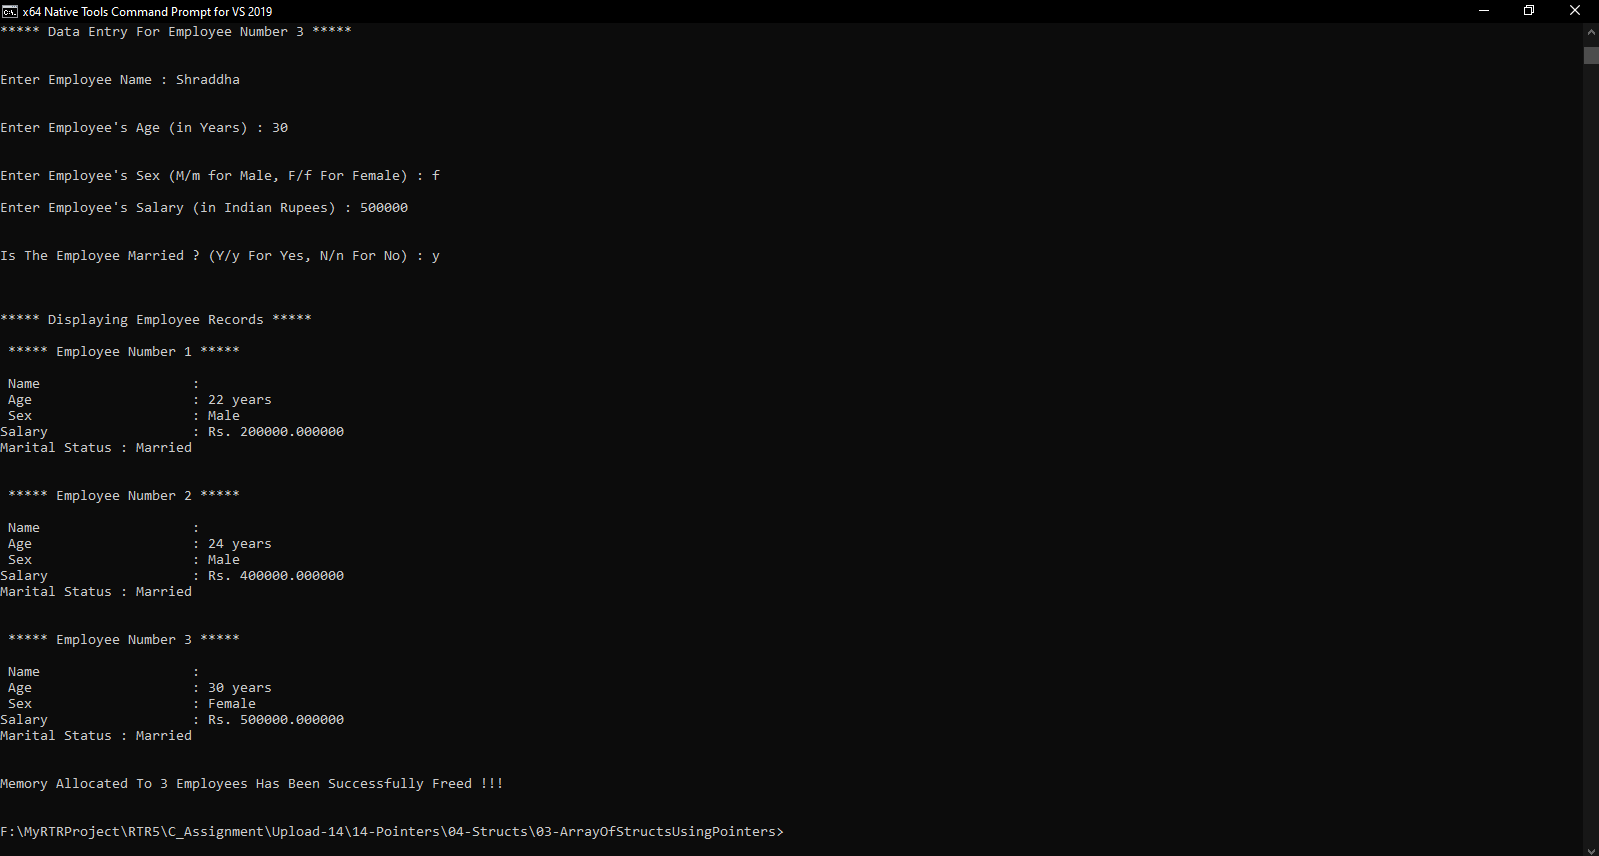 x64 Native Tools Command Prompt for VS 2019
***** Data Entry For Employee Number 3 *****
Enter Employee Name : Shraddha
Enter Employee's Age (in Years) : 30
Enter Employee's Sex (M/m for Male, F/f For Female) : f
Enter Employee's Salary (in Indian Rupees) : 500000
Is The Employee Married ? (Y/y For Yes, N/n For No) : y
***** Displaying Employee Records *****
***** Employee Number 1 *****
Name :
Age : 22 years
Sex : Male
Salary : Rs. 200000.000000
Marital Status : Married
***** Employee Number 2 *****
Name :
Age : 24 years
Sex : Male
Salary : Rs. 400000.000000
Marital Status : Married
***** Employee Number 3 *****
Name :
Age : 30 years
Sex : Female
Salary : Rs. 500000.000000
Marital Status : Married
Memory Allocated To 3 Employees Has Been Successfully Freed !!!
F:\MyRTRProject\RTR5\C_Assignment\Upload-14\14-Pointers\04-Structs\03-ArrayOfStructsUsingPointers>